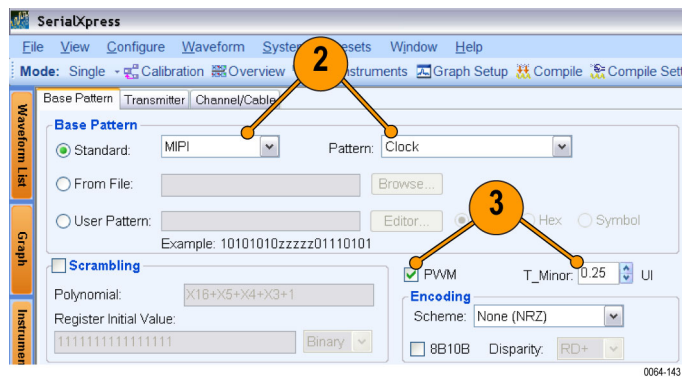 SerialXpress
File View Configure Waveform System Presets Window Help
Mode: Single Calibration Overview Instruments Graph Setup Compile Compile Sett
2
Base Pattern Transmitter Channel/Cable
Waveform List
Base Pattern
Standard: MIPI Pattern: Clock
From File: Browse...
3
User Pattern: Editor... Hex Symbol
Example: 10101010zzzzz01110101
Graph
Scrambling
PWM T_Minor: 0.25 UI
Polynomial: X16+X5+X4+X3+1
Encoding
Register Initial Value:
Scheme: None (NRZ)
Instrumen
1111111111111111 Binary
8B10B Disparity: RD+
0064-143